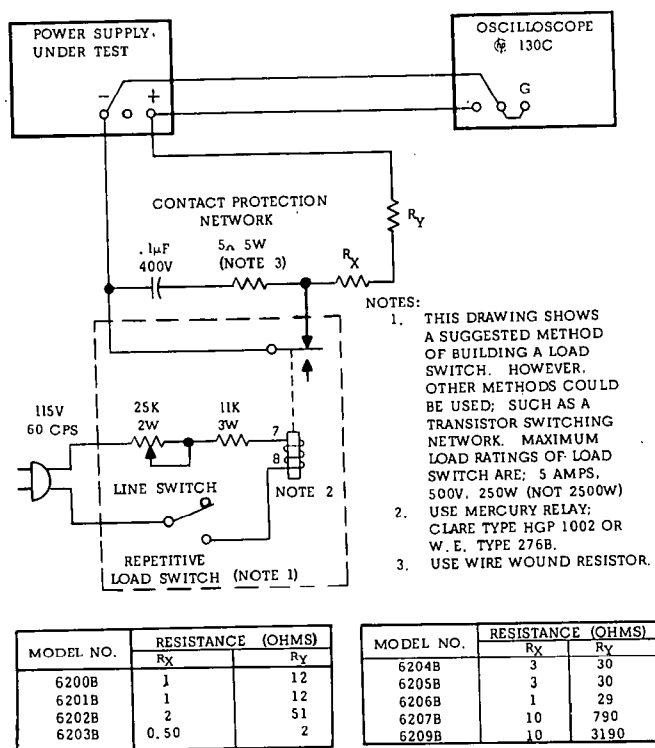 POWER SUPPLY.
UNDER TEST
- +
OSCILLOSCOPE
hp 130C
G
CONTACT PROTECTION
NETWORK
.1μF
400V
5Ω 5W
(NOTE 3)
RX
RY
115V
60 CPS
25K
2W
11K
3W
7
8
LINE SWITCH
NOTE 2
REPETITIVE
LOAD SWITCH (NOTE 1)
NOTES:
1. THIS DRAWING SHOWS
A SUGGESTED METHOD
OF BUILDING A LOAD
SWITCH. HOWEVER,
OTHER METHODS COULD
BE USED; SUCH AS A
TRANSISTOR SWITCHING
NETWORK. MAXIMUM
LOAD RATINGS OF LOAD
SWITCH ARE; 5 AMPS,
500V, 250W (NOT 2500W)
2. USE MERCURY RELAY;
CLARE TYPE HGP 1002 OR
W.E. TYPE 276B.
3. USE WIRE WOUND RESISTOR.
MODEL NO. RESISTANCE (OHMS)
RX RY
6200B 1 12
6201B 1 12
6202B 2 51
6203B 0.50 2
MODEL NO. RESISTANCE (OHMS)
RX RY
6204B 3 30
6205B 3 30
6206B 1 29
6207B 10 790
6209B 10 3190